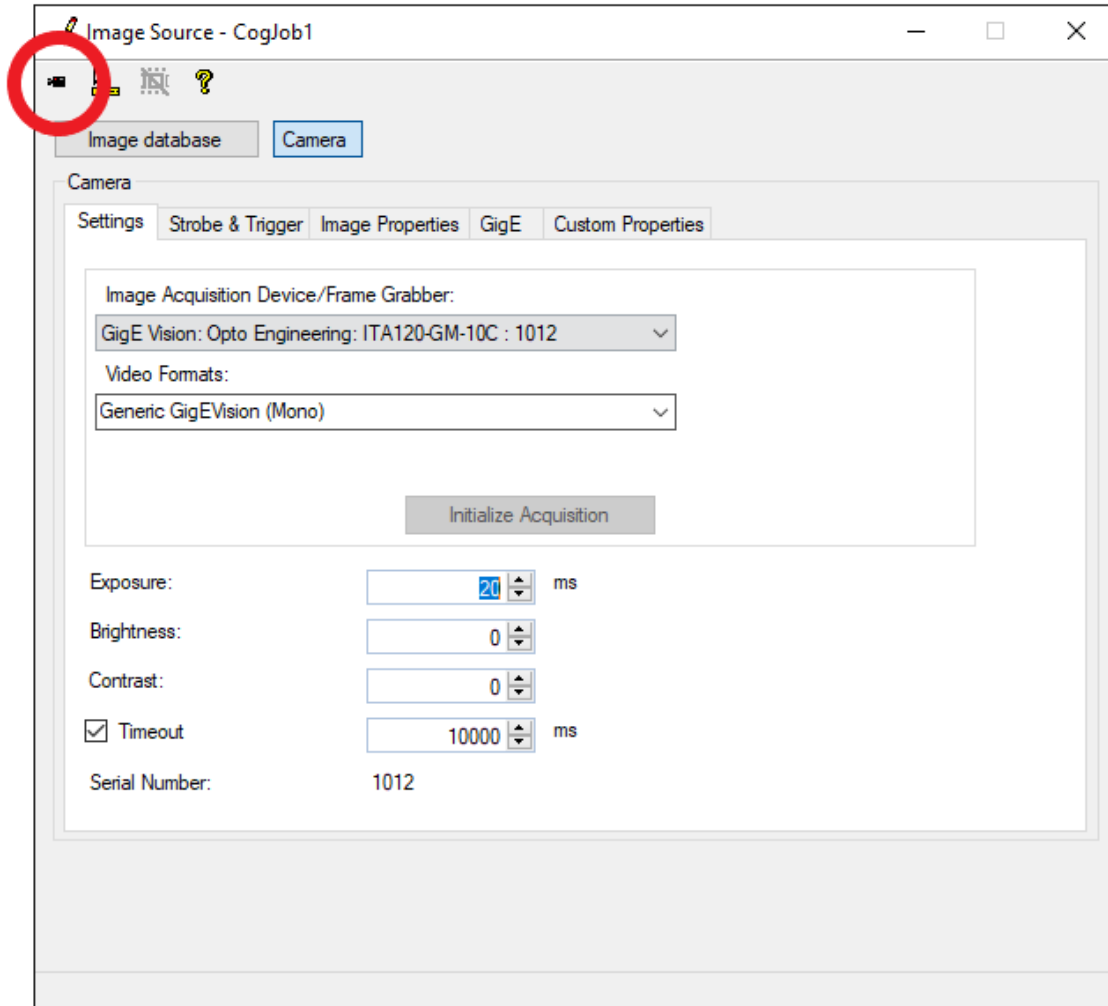 Image Source - CogJob1
Image database
Camera
Camera
Settings
Strobe & Trigger
Image Properties
GigE
Custom Properties
Image Acquisition Device/Frame Grabber:
GigE Vision: Opto Engineering: ITA120-GM-10C : 1012
Video Formats:
Generic GigEVision (Mono)
Initialize Acquisition
Exposure: 20 ms
Brightness: 0
Contrast: 0
Timeout 10000 ms
Serial Number: 1012